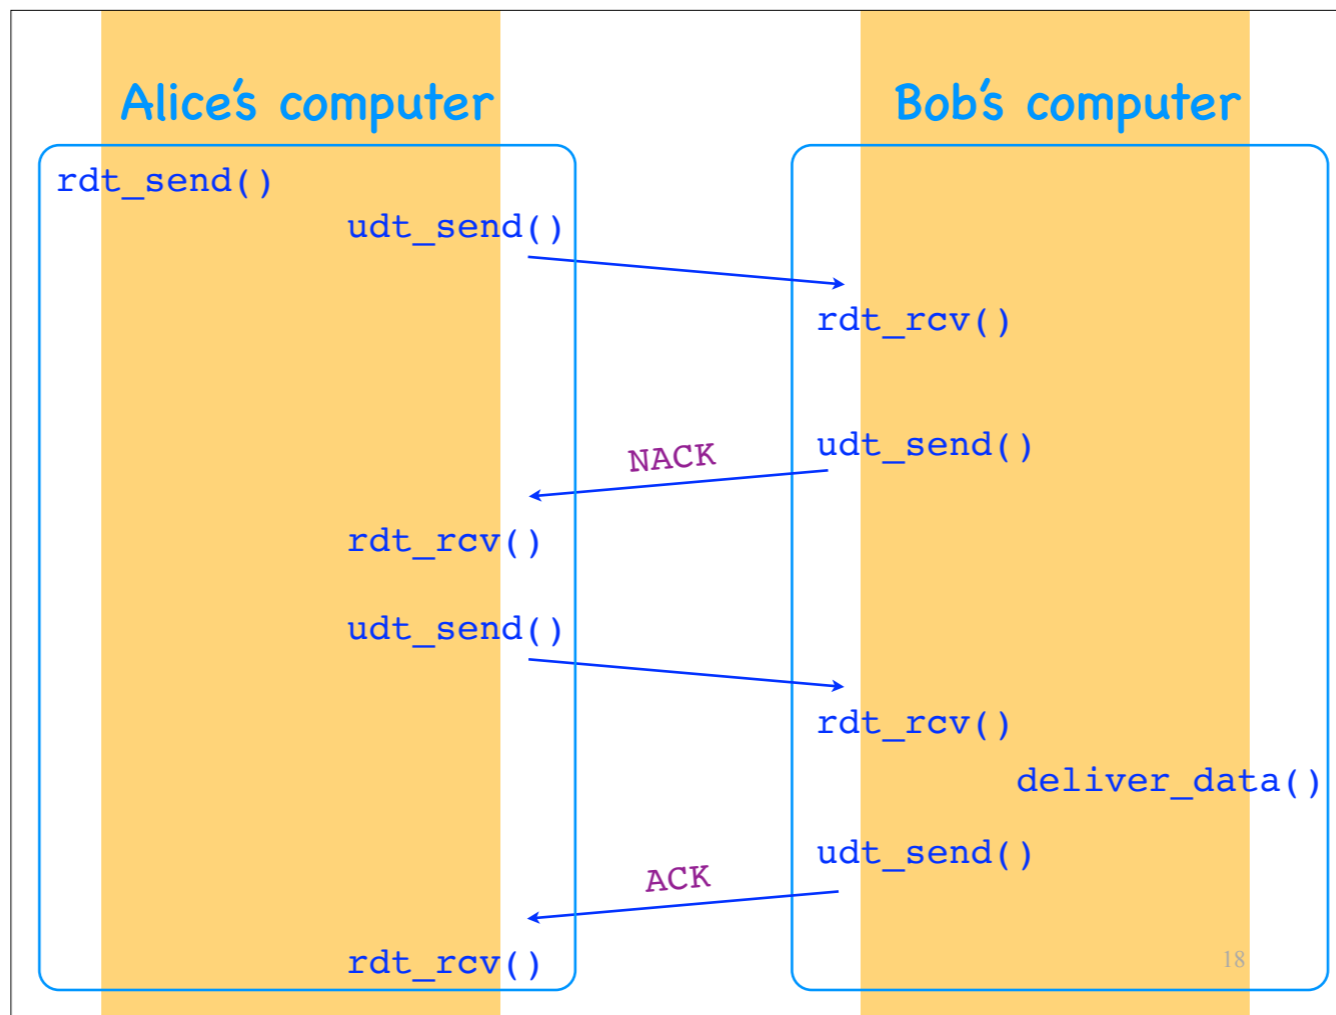 Alice's computer
Bob's computer
rdt_send()
udt_send()
rdt_rcv()
udt_send()
NACK
rdt_rcv()
udt_send()
rdt_rcv()
deliver_data()
udt_send()
ACK
rdt_rcv()
18